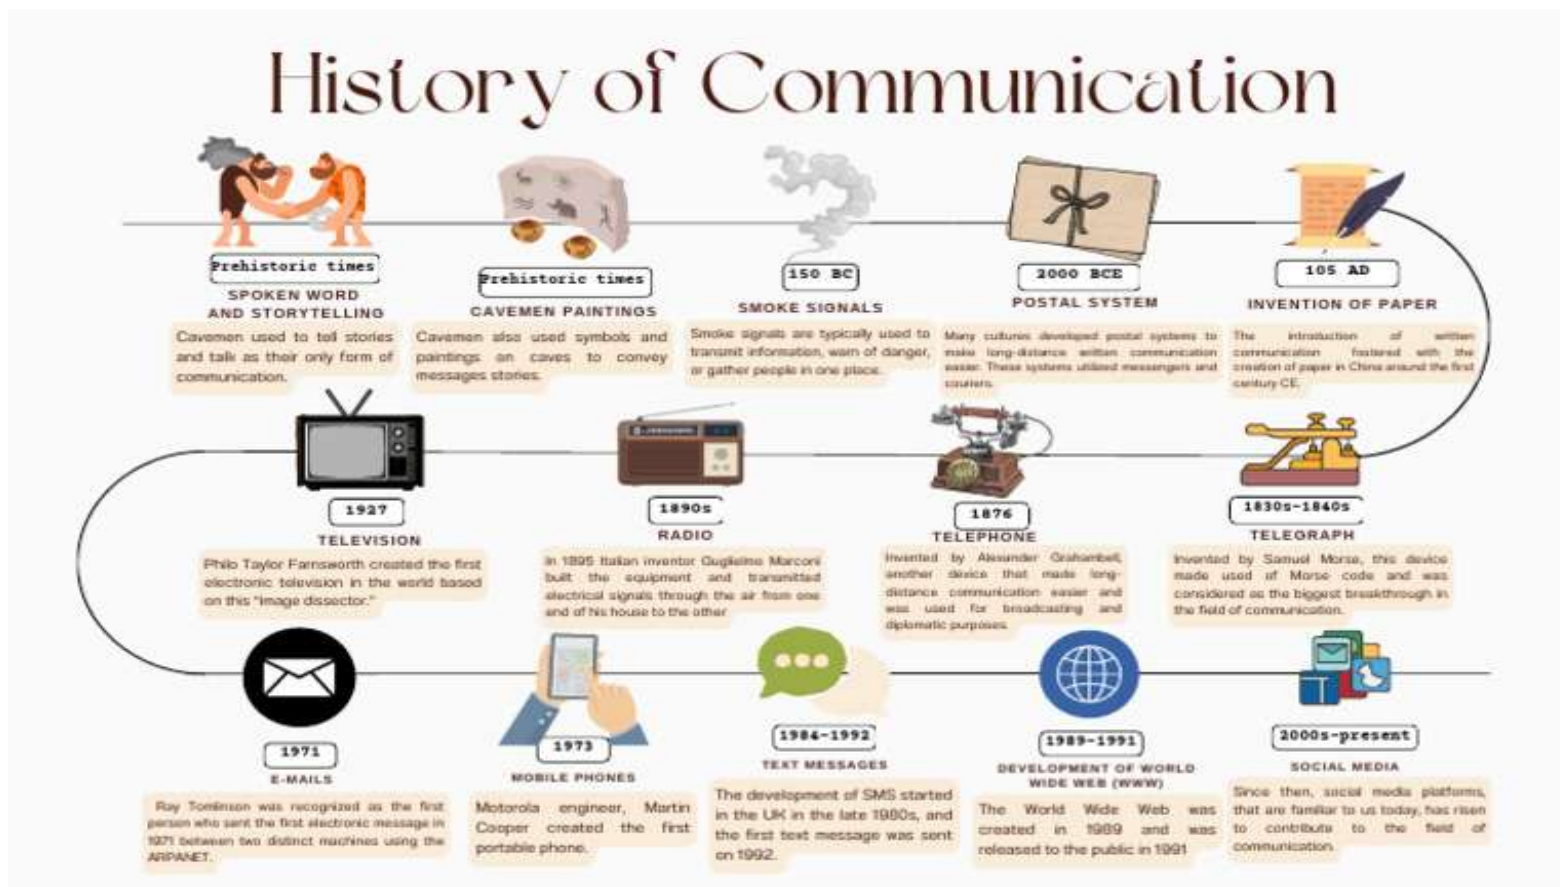 History of Communication
Prehistoric times
SPOKEN WORD
AND STORYTELLING
Cavemen used to tell stories
and talk as their only form of
communication.
Prehistoric times
CAVEMEN PAINTINGS
Cavemen also used symbols and
paintings on caves to convey
messages stories.
150 BC
SMOKE SIGNALS
Smoke signals are typically used to
transmit information, warn of danger,
or gather people in one place.
2000 BCE
POSTAL SYSTEM
Many cultures developed postal systems to
make long-distance written communication
easier. These systems utilized messengers and
couriers.
105 AD
INVENTION OF PAPER
The introduction of written
communication fostered with the
creation of paper in China around the first
century CE.
1927
TELEVISION
Philo Taylor Farnsworth created the first
electronic television in the world based
on this "image dissector."
1890s
RADIO
In 1895 Italian inventor Guglielmo Marconi
built the equipment and transmitted
electrical signals through the air from one
end of his house to the other
1876
TELEPHONE
Invented by Alexander Grahambell,
another device that made long-
distance communication easier and
was used for broadcasting and
diplomatic purposes.
1830s-1840s
TELEGRAPH
Invented by Samuel Morse, this device
made used of Morse code and was
considered as the biggest breakthrough in
the field of communication.
1971
E-MAILS
Ray Tomlinson was recognized as the first
person who sent the first electronic message in
1971 between two distinct machines using the
ARPANET.
1973
MOBILE PHONES
Motorola engineer, Martin
Cooper created the first
portable phone.
1984-1992
TEXT MESSAGES
The development of SMS started
in the UK in the late 1980s, and
the first text message was sent
on 1992.
1989-1991
DEVELOPMENT OF WORLD
WIDE WEB (WWW)
The World Wide Web was
created in 1989 and was
released to the public in 1991
2000s-present
SOCIAL MEDIA
Since then, social media platforms,
that are familiar to us today, has risen
to contribute to the field of
communication.